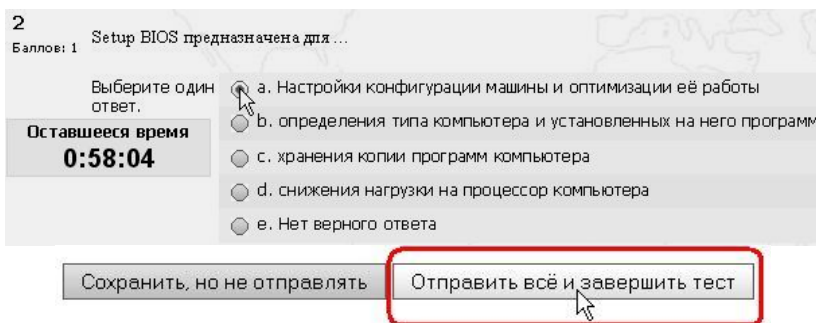 2
Баллов: 1
Setup BIOS предназначена для ...
Выберите один
ответ.
a. Настройки конфигурации машины и оптимизации её работы
b. определения типа компьютера и установленных на него программ
c. хранения копии программ компьютера
d. снижения нагрузки на процессор компьютера
e. Нет верного ответа
Оставшееся время
0:58:04
Сохранить, но не отправлять
Отправить всё и завершить тест